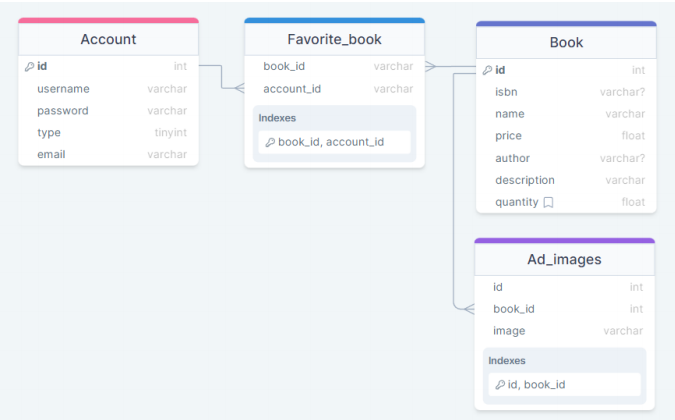 Account
id int
username varchar
password varchar
type tinyint
email varchar
Favorite_book
book_id varchar
account_id varchar
Indexes
book_id, account_id
Book
id int
isbn varchar?
name varchar
price float
author varchar?
description varchar
quantity float
Ad_images
id int
book_id int
image varchar
Indexes
id, book_id